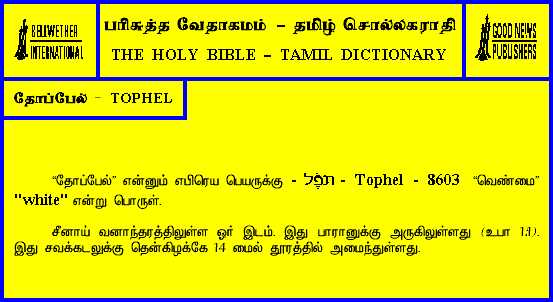 BELLWETHER
INTERNATIONAL
பரிசுத்த வேதாகமம் - தமிழ் சொல்லகராதி
THE HOLY BIBLE - TAMIL DICTIONARY
GOOD NEWS
PUBLISHERS
தோப்பேல் - TOPHEL
“தோப்பேல்” என்னும் எபிரெய பெயருக்கு - תֹּפֶל - Tophel - 8603 “வெண்மை”
"white" என்று பொருள்.
சீனாய் வனாந்தரத்திலுள்ள ஓர் இடம். இது பாரானுக்கு அருகிலுள்ளது (உபா 1:1).
இது சவக்கடலுக்கு தென்கிழக்கே 14 மைல் தூரத்தில் அமைந்துள்ளது.